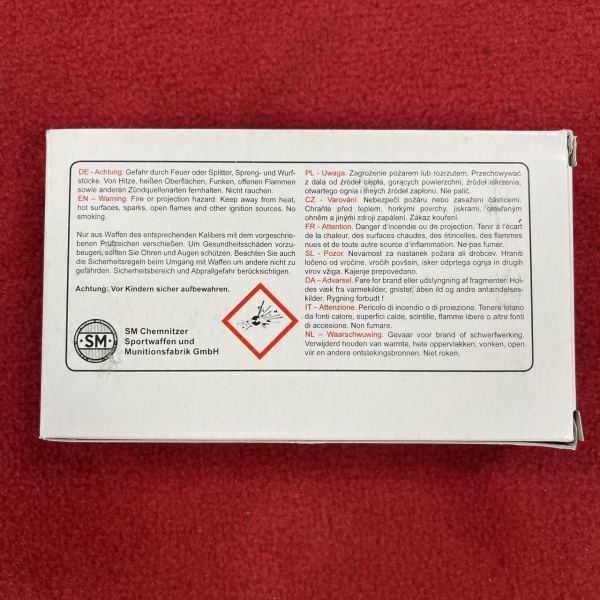 DE - Achtung: Gefahr durch Feuer oder Splitter, Spreng- und Wurf-
stücke. Von Hitze, heißen Oberflächen, Funken, offenen Flammen
sowie anderen Zündquellenarten fernhalten. Nicht rauchen.
EN – Warning. Fire or projection hazard. Keep away from heat,
hot surfaces, sparks, open flames and other ignition sources. No
smoking.
Nur aus Waffen des entsprechenden Kalibers mit dem vorgeschrie-
benen Prüfzeichen verschießen. Um Gesundheitsschäden vorzu-
beugen, sollten Sie Ohren und Augen schützen. Beachten Sie auch
die Sicherheitsregeln beim Umgang mit Waffen um andere nicht zu
gefährden. Sicherheitsbereich und Abprallgefahr berücksichtigen.
Achtung: Vor Kindern sicher aufbewahren.
SM
SM Chemnitzer
Sportwaffen und
Munitionsfabrik GmbH
PL - Uwaga. Zagrożenie pożarem lub rozrzutem. Przechowywać
z dala od źródeł ciepła, gorących powierzchni, źródeł iskrzenia,
otwartego ognia i innych źródeł zapłonu. Nie palić.
CZ - Varování. Nebezpečí požáru nebo zasažení částicemi.
Chraňte před teplem, horkými povrchy, jiskrami, otevřeným
ohněm a jinými zdroji zapálení. Zákaz kouření.
FR - Attention. Danger d'incendie ou de projection. Tenir à l'écart
de la chaleur, des surfaces chaudes, des étincelles, des flammes
nues et de toute autre source d'inflammation. Ne pas fumer.
SL - Pozor. Nevarnost za nastanek požara ali drobcev. Hraniti
ločeno od vročine, vročih površin, isker odprtega ognja in drugih
virov vžiga. Kajenje prepovedano.
DA – Advarsel. Fare for brand eller udslyngning af fragmenter: Hol-
des væk fra varmekilder, gnister, åben ild og andre antændelses-
kilder. Rygning forbudt !
IT – Attenzione. Pericolo di incendio o di proiezione. Tenere lotano
da fonti calore, superfici calde, scintille, fiamme libere o altre fonti
di accesione. Non fumare.
NL – Waarschuwing. Gevaar voor brand of scherfwerking.
Verwijderd houden van warmte, hete oppervlakken, vonken, open
viir en andere ontstekingsbronnen. Niet roken.